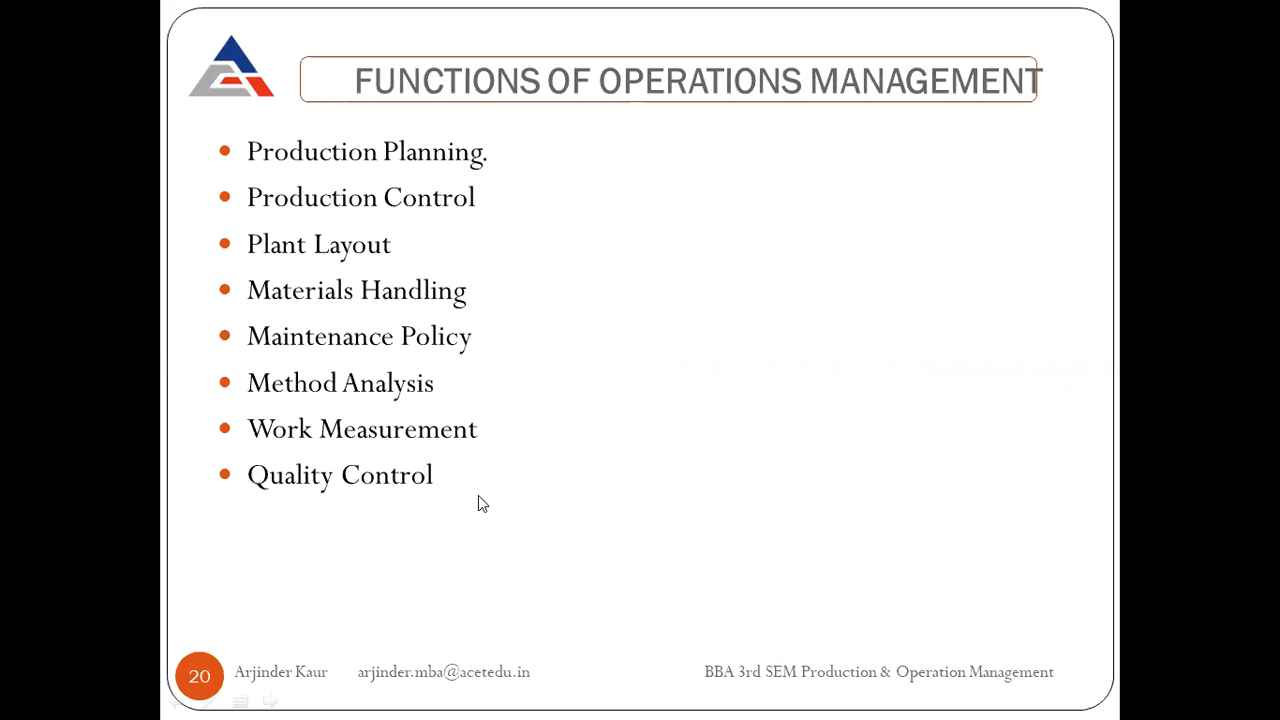 FUNCTIONS OF OPERATIONS MANAGEMENT
Production Planning.
Production Control
Plant Layout
Materials Handling
Maintenance Policy
Method Analysis
Work Measurement
Quality Control
20 Arjinder Kaur arjinder.mba@acetedu.in BBA 3rd SEM Production & Operation Management